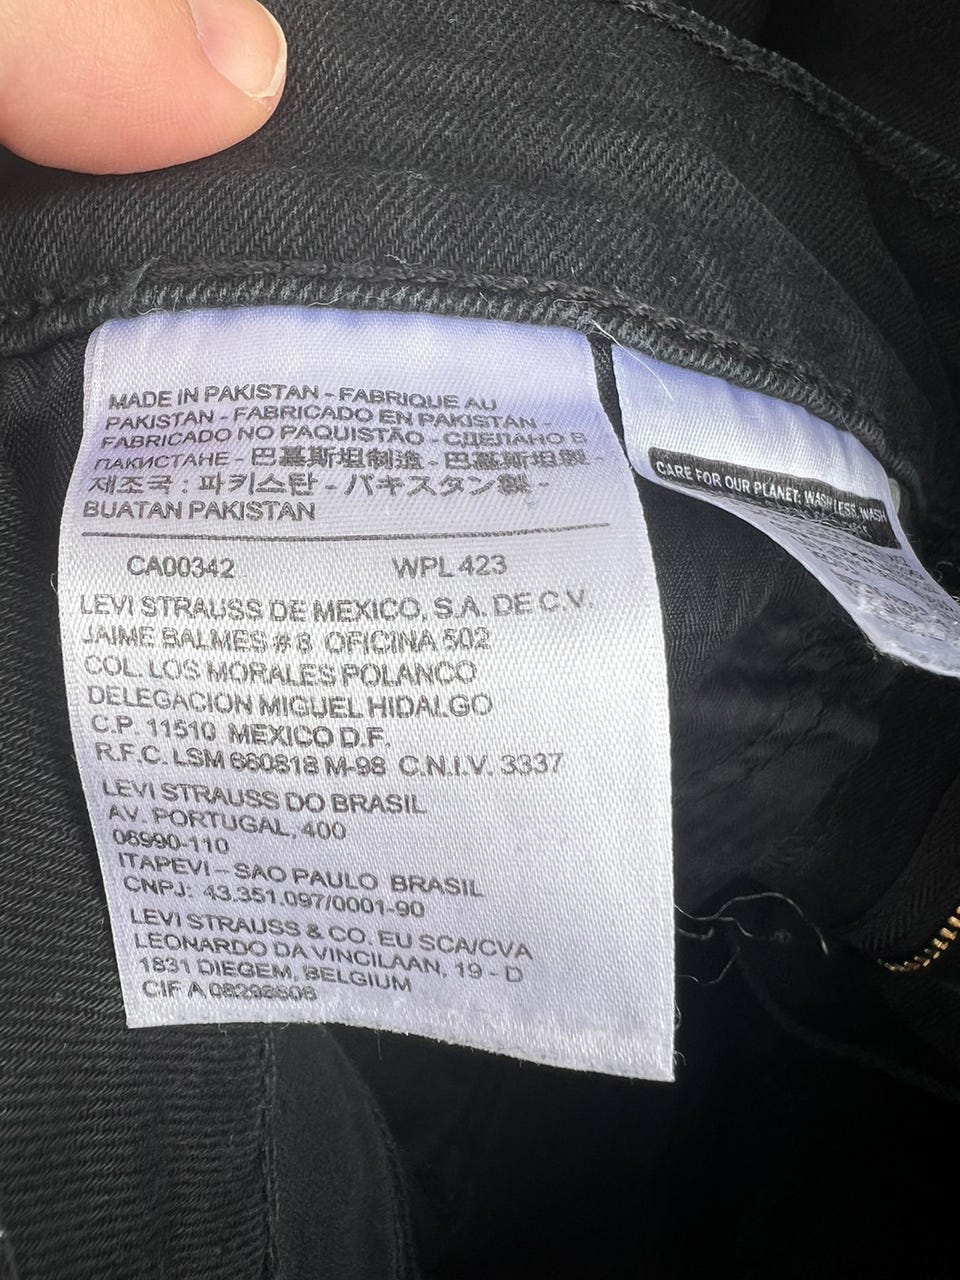 MADE IN PAKISTAN - FABRIQUE AU
PAKISTAN - FABRICADO EN PAKISTAN -
FABRICADO NO PAQUISTÃO - СДЕЛАНО В
ПАКИСТАНЕ - 巴基斯坦制造 - 巴基斯坦製 -
제조국 : 파키스탄 - パキスタン製 -
BUATAN PAKISTAN
CA00342 WPL 423
LEVI STRAUSS DE MEXICO, S.A. DE C.V.
JAIME BALMES # 8 OFICINA 502
COL. LOS MORALES POLANCO
DELEGACION MIGUEL HIDALGO
C.P. 11510 MEXICO D.F.
R.F.C. LSM 660818 M-98 C.N.I.V. 3337
LEVI STRAUSS DO BRASIL
AV. PORTUGAL, 400
06990-110
ITAPEVI – SAO PAULO BRASIL
CNPJ: 43.351.097/0001-90
LEVI STRAUSS & CO. EU SCA/CVA
LEONARDO DA VINCILAAN, 19 - D
1831 DIEGEM, BELGIUM
CIF A 08298606
CARE FOR OUR PLANET: WASH LESS, WASH